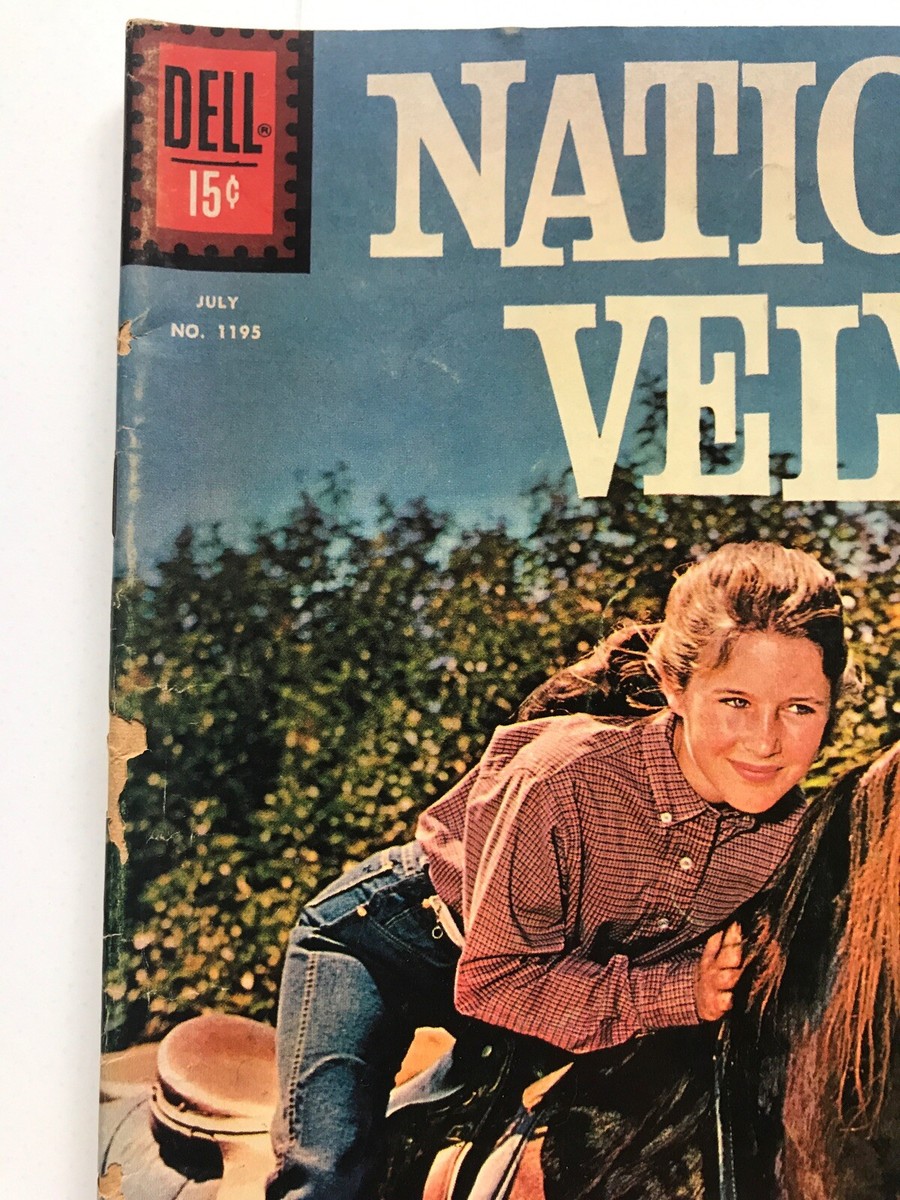 DELL®
15¢
JULY
NO. 1195
NATIO
VEL